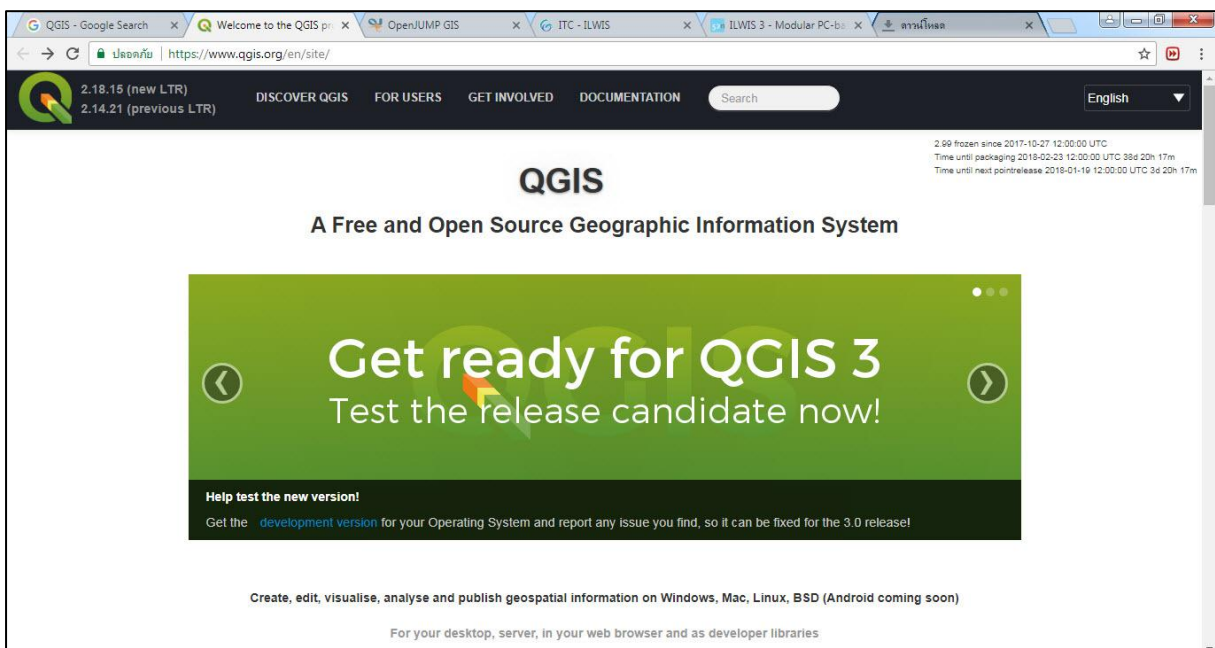 QGIS - Google Search
Welcome to the QGIS pr
OpenJUMP GIS
ITC - ILWIS
ILWIS 3 - Modular PC-ba
ดาวน์โหลด
ปลอดภัย
https://www.qgis.org/en/site/
2.18.15 (new LTR)
2.14.21 (previous LTR)
DISCOVER QGIS
FOR USERS
GET INVOLVED
DOCUMENTATION
Search
English
2.99 frozen since 2017-10-27 12:00:00 UTC
Time until packaging 2018-02-23 12:00:00 UTC 38d 20h 17m
Time until next pointrelease 2018-01-19 12:00:00 UTC 3d 20h 17m
QGIS
A Free and Open Source Geographic Information System
Get ready for QGIS 3
Test the release candidate now!
Help test the new version!
Get the development version for your Operating System and report any issue you find, so it can be fixed for the 3.0 release!
Create, edit, visualise, analyse and publish geospatial information on Windows, Mac, Linux, BSD (Android coming soon)
For your desktop, server, in your web browser and as developer libraries